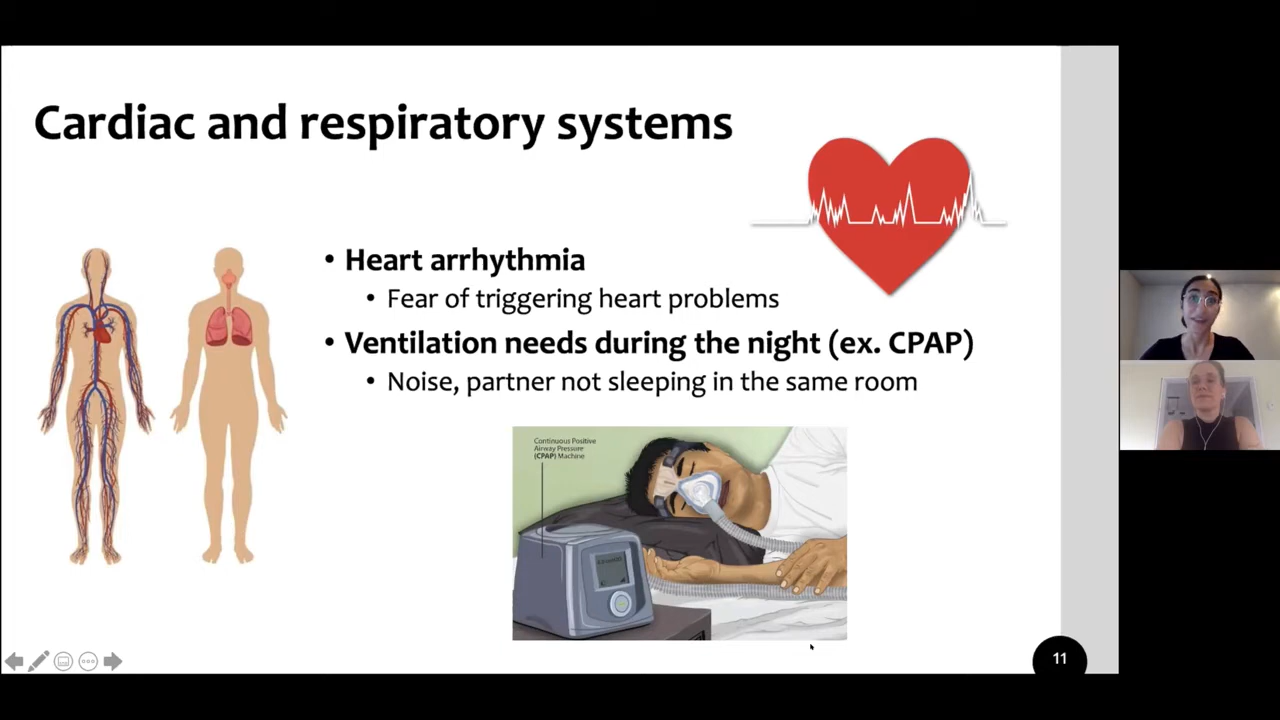 Cardiac and respiratory systems
• Heart arrhythmia
• Fear of triggering heart problems
• Ventilation needs during the night (ex. CPAP)
• Noise, partner not sleeping in the same room
Continuous Positive
Airway Pressure
(CPAP) Machine
11